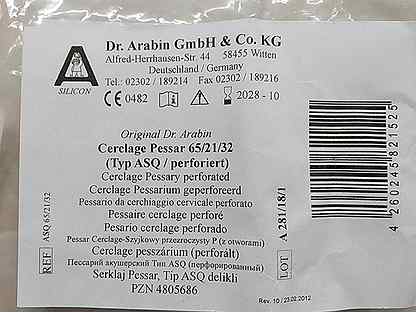 Dr. Arabin GmbH & Co. KG
Alfred-Herrhausen-Str. 44   58455 Witten
Deutschland / Germany
Tel.: 02302 / 189214   Fax 02302 / 189216
A
SILICON
CE 0482   2028 - 10
Original Dr. Arabin
Cerclage Pessar 65/21/32
(Typ ASQ / perforiert)
Cerclage Pessary perforated
Cerclage Pessarium geperforeerd
Pesario da cerchiaggio cervicale perforato
Pessaire cerclage perforé
Pesario cerclage perforado
Pessar Cerclage-Szyjkowy przezroczysty P (z otworami)
Cerclage pesszárium (perforált)
Пессарий акушерский Тип ASQ (перфорированный)
Serklaj Pessar, Tip ASQ delikli
PZN 4805686
REF ASQ 65/21/32
LOT A 281/18/1
4 260245 821525
Rev. 10 / 23.02.2012